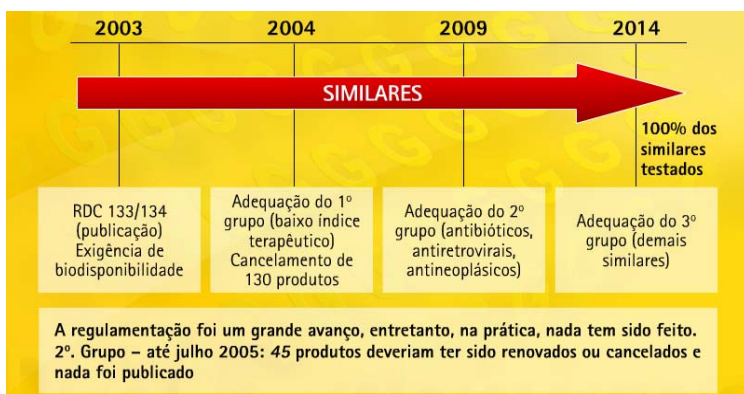 2003 2004 2009 2014
SIMILARES
100% dos
similares
testados
RDC 133/134
(publicação)
Exigência de
biodisponibilidade
Adequação do 1º
grupo (baixo índice
terapêutico)
Cancelamento de
130 produtos
Adequação do 2º
grupo (antibióticos,
antiretrovirais,
antineoplásicos)
Adequação do 3º
grupo (demais
similares)
A regulamentação foi um grande avanço, entretanto, na prática, nada tem sido feito.
2º. Grupo – até julho 2005: 45 produtos deveriam ter sido renovados ou cancelados e
nada foi publicado